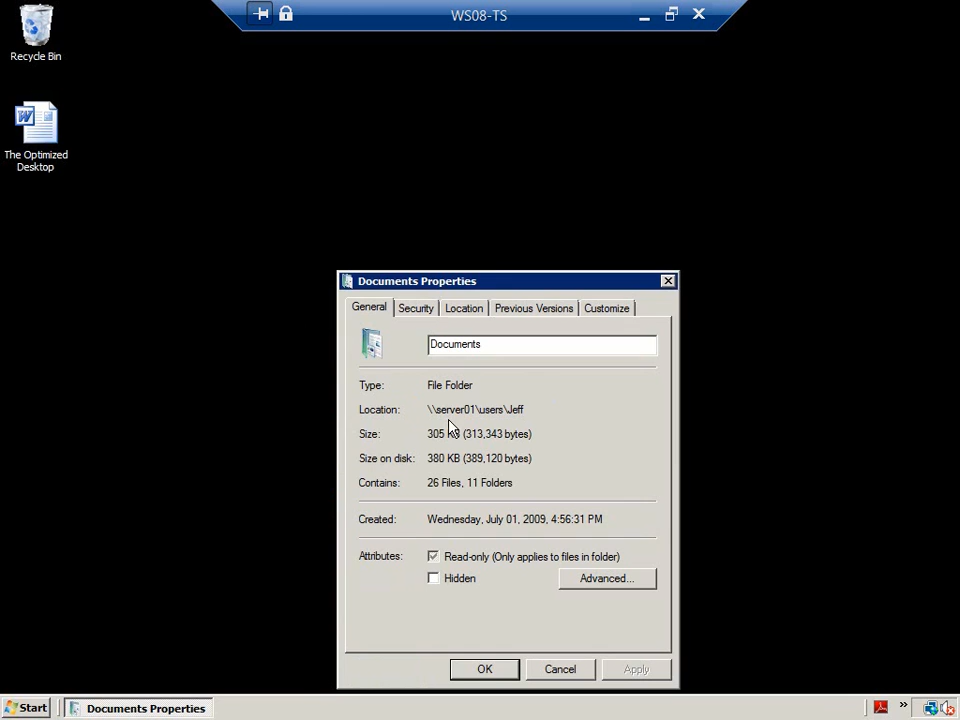 WS08-TS
Recycle Bin
The Optimized
Desktop
Documents Properties
General
Security
Location
Previous Versions
Customize
Documents
Type:
File Folder
Location:
\\server01\users\Jeff
Size:
305 KB (313,343 bytes)
Size on disk:
380 KB (389,120 bytes)
Contains:
26 Files, 11 Folders
Created:
Wednesday, July 01, 2009, 4:56:31 PM
Attributes:
Read-only (Only applies to files in folder)
Hidden
Advanced...
OK
Cancel
Apply
Start
Documents Properties